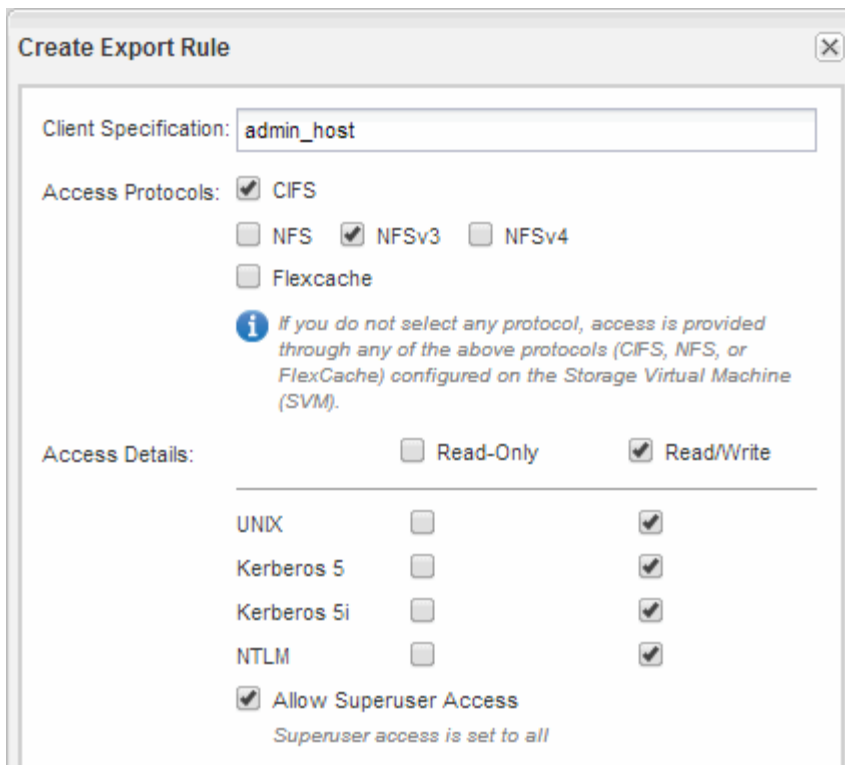 Create Export Rule
Client Specification: admin_host
Access Protocols: CIFS
NFS NFSv3 NFSv4
Flexcache
If you do not select any protocol, access is provided
through any of the above protocols (CIFS, NFS, or
FlexCache) configured on the Storage Virtual Machine
(SVM).
Access Details: Read-Only Read/Write
UNIX
Kerberos 5
Kerberos 5i
NTLM
Allow Superuser Access
Superuser access is set to all